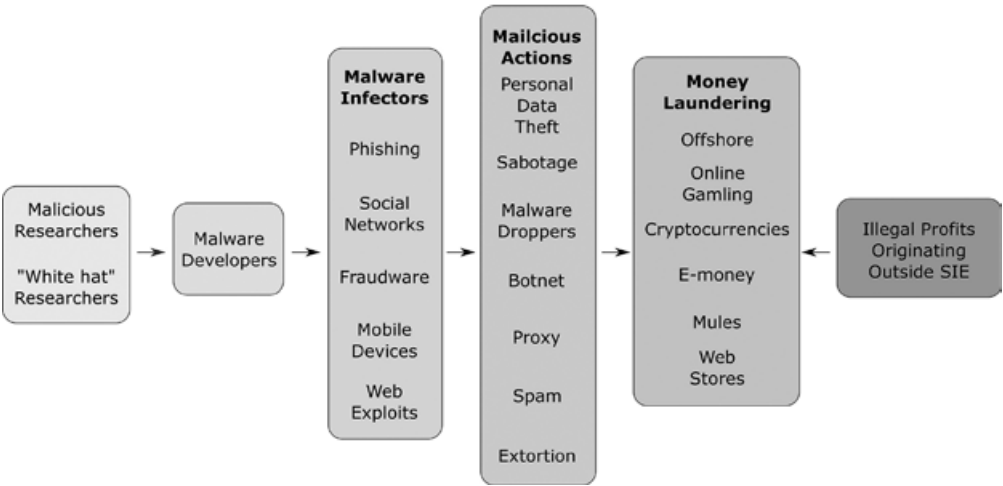 Malicious
Researchers
"White hat"
Researchers
Malware
Developers
Malware
Infectors
Phishing
Social
Networks
Fraudware
Mobile
Devices
Web
Exploits
Mailcious
Actions
Personal
Data
Theft
Sabotage
Malware
Droppers
Botnet
Proxy
Spam
Extortion
Money
Laundering
Offshore
Online
Gamling
Cryptocurrencies
E-money
Mules
Web
Stores
Illegal Profits
Originating
Outside SIE